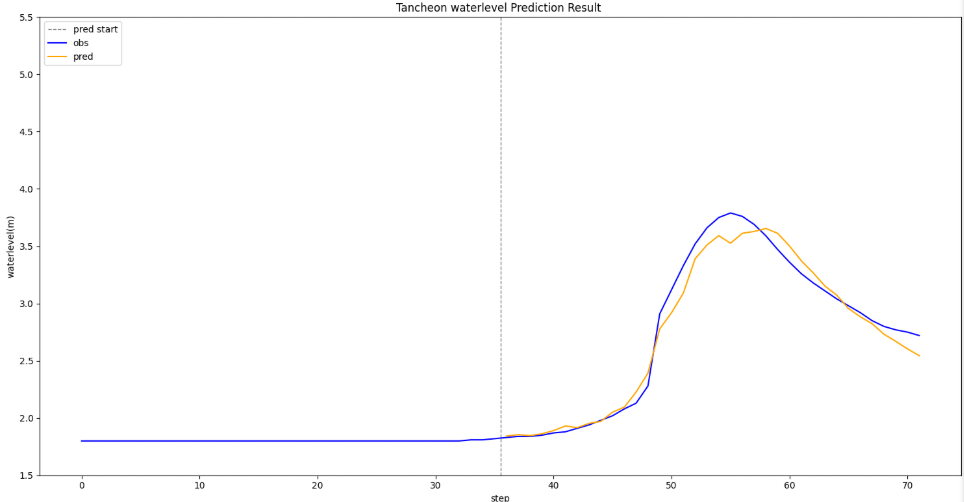 Tancheon waterlevel Prediction Result
pred start
obs
pred
waterlevel(m)
5.5
5.0
4.5
4.0
3.5
3.0
2.5
2.0
1.5
0 10 20 30 40 50 60 70
step